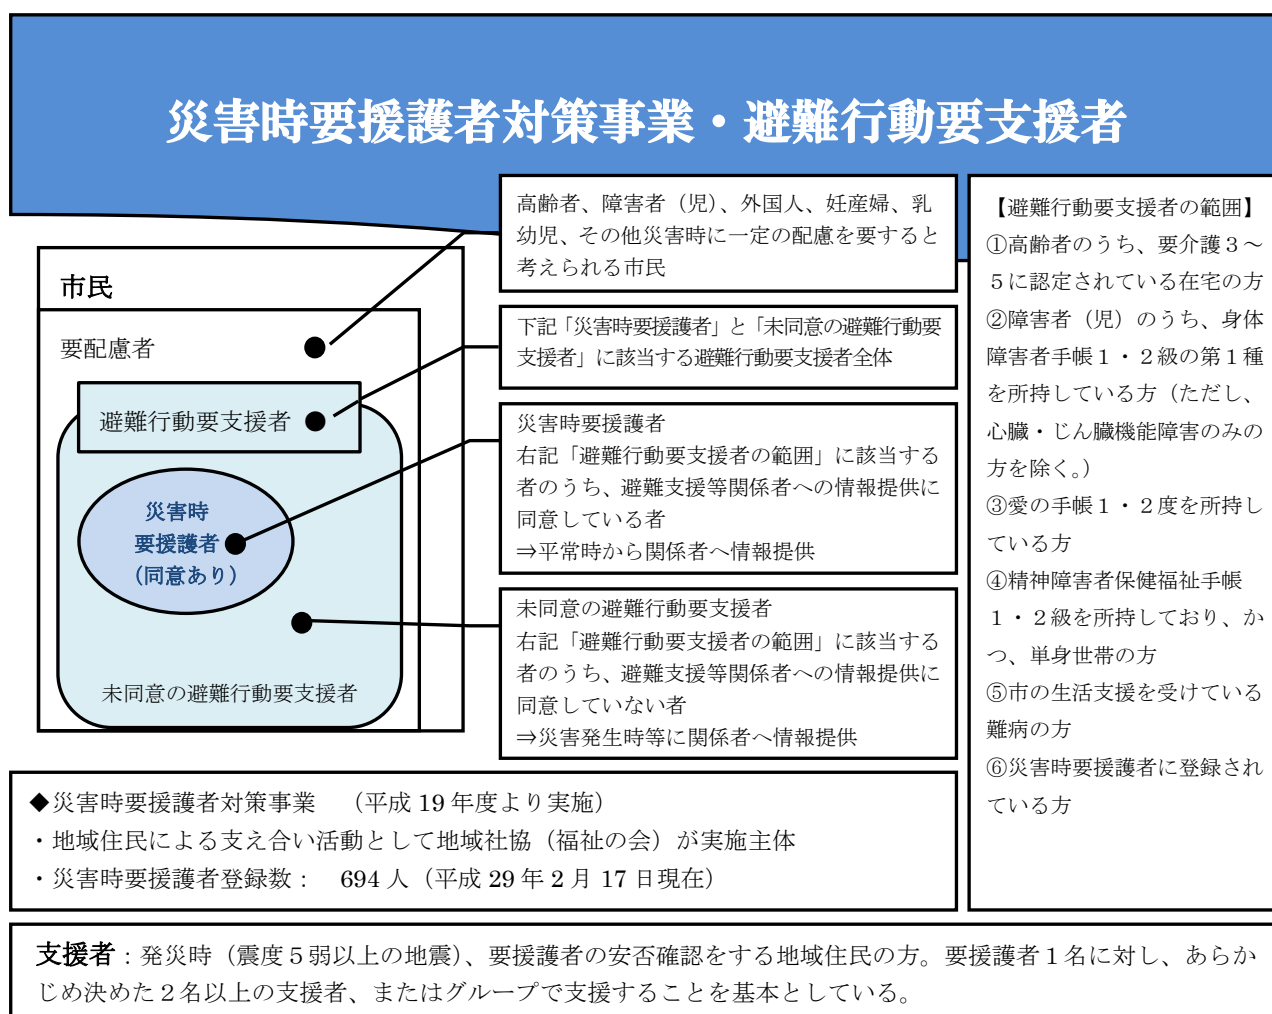 災害時要援護者対策事業・避難行動要支援者
市民
要配慮者
避難行動要支援者
災害時
要援護者
(同意あり)
未同意の避難行動要支援者
高齢者、障害者（児）、外国人、妊産婦、乳
幼児、その他災害時に一定の配慮を要すると
考えられる市民
下記「災害時要援護者」と「未同意の避難行動要
支援者」に該当する避難行動要支援者全体
災害時要援護者
右記「避難行動要支援者の範囲」に該当する
者のうち、避難支援等関係者への情報提供に
同意している者
⇒平常時から関係者へ情報提供
未同意の避難行動要支援者
右記「避難行動要支援者の範囲」に該当する
者のうち、避難支援等関係者への情報提供に
同意していない者
⇒災害発生時等に関係者へ情報提供
【避難行動要支援者の範囲】
①高齢者のうち、要介護３～
５に認定されている在宅の方
②障害者（児）のうち、身体
障害者手帳１・２級の第１種
を所持している方（ただし、
心臓・じん臓機能障害のみの
方を除く。）
③愛の手帳１・２度を所持し
ている方
④精神障害者保健福祉手帳
１・２級を所持しており、か
つ、単身世帯の方
⑤市の生活支援を受けている
難病の方
⑥災害時要援護者に登録され
ている方
◆災害時要援護者対策事業　（平成 19 年度より実施）
・地域住民による支え合い活動として地域社協（福祉の会）が実施主体
・災害時要援護者登録数：　694 人（平成 29 年 2 月 17 日現在）
支援者：発災時（震度５弱以上の地震）、要援護者の安否確認をする地域住民の方。要援護者１名に対し、あらか
じめ決めた２名以上の支援者、またはグループで支援することを基本としている。